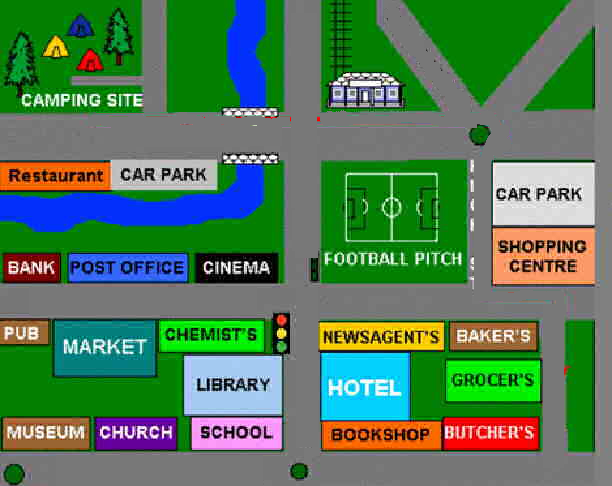 CAMPING SITE
Restaurant
CAR PARK
CAR PARK
FOOTBALL PITCH
SHOPPING
CENTRE
BANK
POST OFFICE
CINEMA
PUB
MARKET
CHEMIST'S
NEWSAGENT'S
BAKER'S
LIBRARY
HOTEL
GROCER'S
MUSEUM
CHURCH
SCHOOL
BOOKSHOP
BUTCHER'S